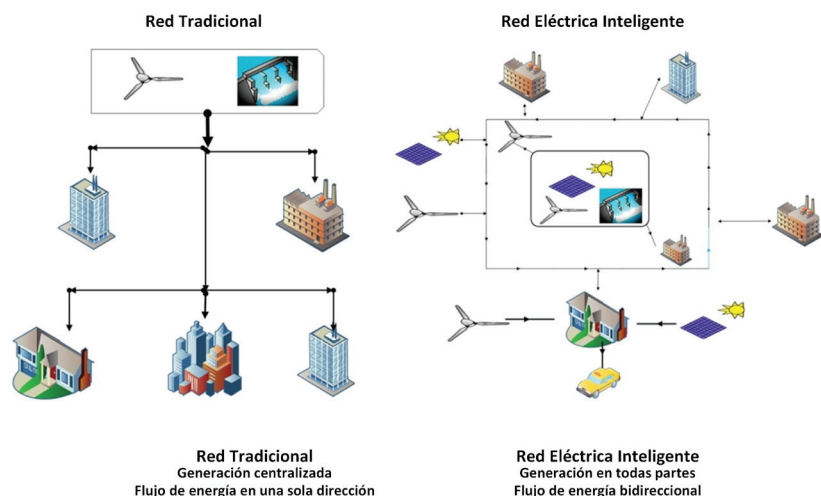 Red Tradicional
Red Eléctrica Inteligente
Red Tradicional
Generación centralizada
Flujo de energía en una sola dirección
Red Eléctrica Inteligente
Generación en todas partes
Flujo de energía bidireccional